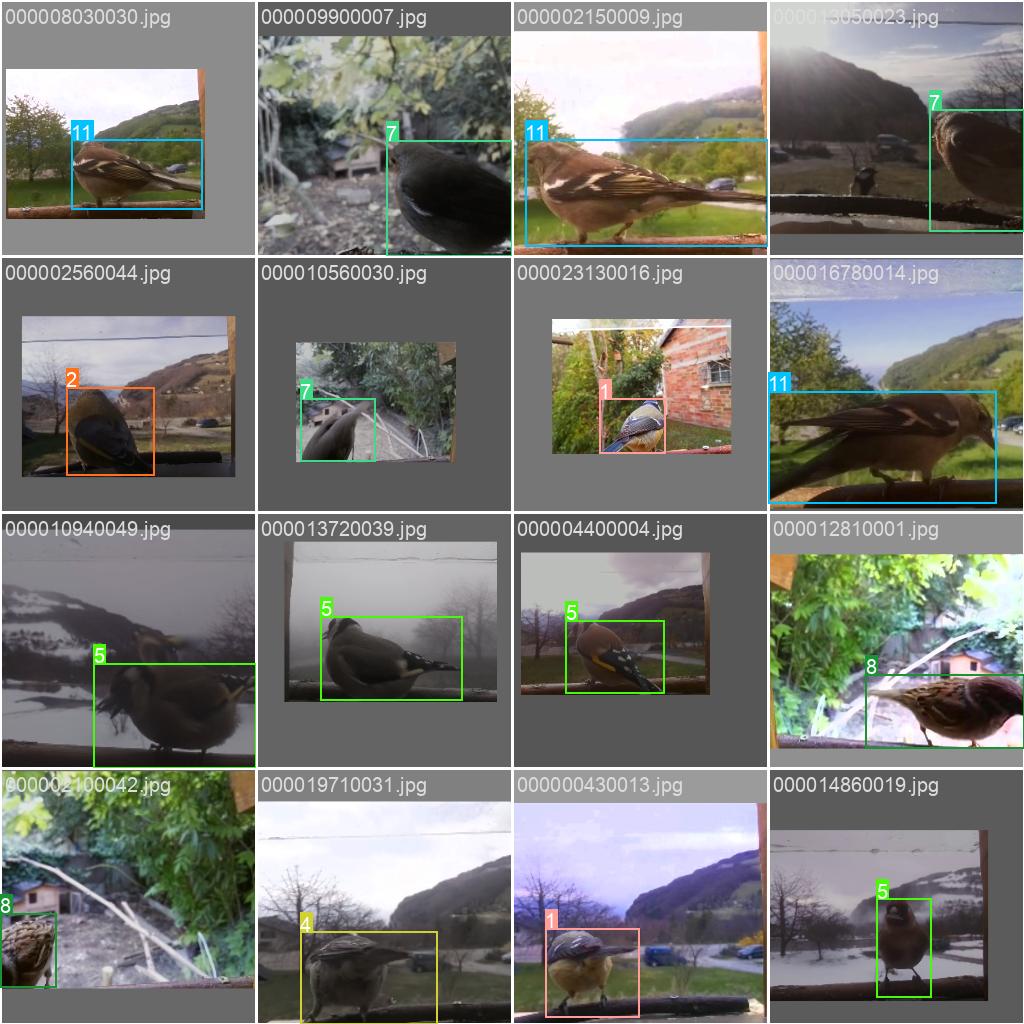 000008030030.jpg
000009900007.jpg
000002150009.jpg
000013050023.jpg
11
7
11
7
000002560044.jpg
000010560030.jpg
000023130016.jpg
000016780014.jpg
2
7
1
11
000010940049.jpg
000013720039.jpg
000004400004.jpg
000012810001.jpg
5
5
5
8
000002100042.jpg
000019710031.jpg
000000430013.jpg
000014860019.jpg
8
4
1
5